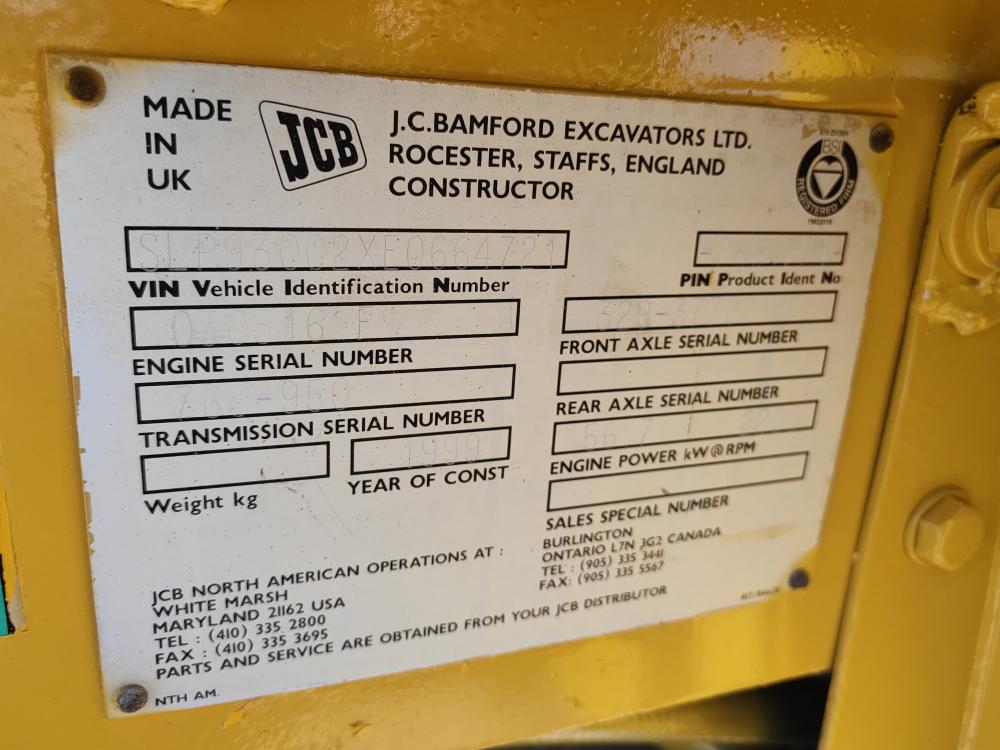 MADE
IN
UK
JCB
J.C.BAMFORD EXCAVATORS LTD.
ROCESTER, STAFFS, ENGLAND
CONSTRUCTOR
BSI
REGISTERED FIRM
SLP93002XE0664721
VIN Vehicle Identification Number
PIN Product Ident No
ENGINE SERIAL NUMBER
FRONT AXLE SERIAL NUMBER
TRANSMISSION SERIAL NUMBER
REAR AXLE SERIAL NUMBER
1999
Weight kg
YEAR OF CONST
ENGINE POWER kW@RPM
SALES SPECIAL NUMBER
JCB NORTH AMERICAN OPERATIONS AT :
WHITE MARSH
MARYLAND 21162 USA
TEL : (410) 335 2800
FAX : (410) 335 3695
BURLINGTON
ONTARIO L7N 3G2 CANADA
TEL : (905) 335 3441
FAX: (905) 335 5567
PARTS AND SERVICE ARE OBTAINED FROM YOUR JCB DISTRIBUTOR
NTH AM.